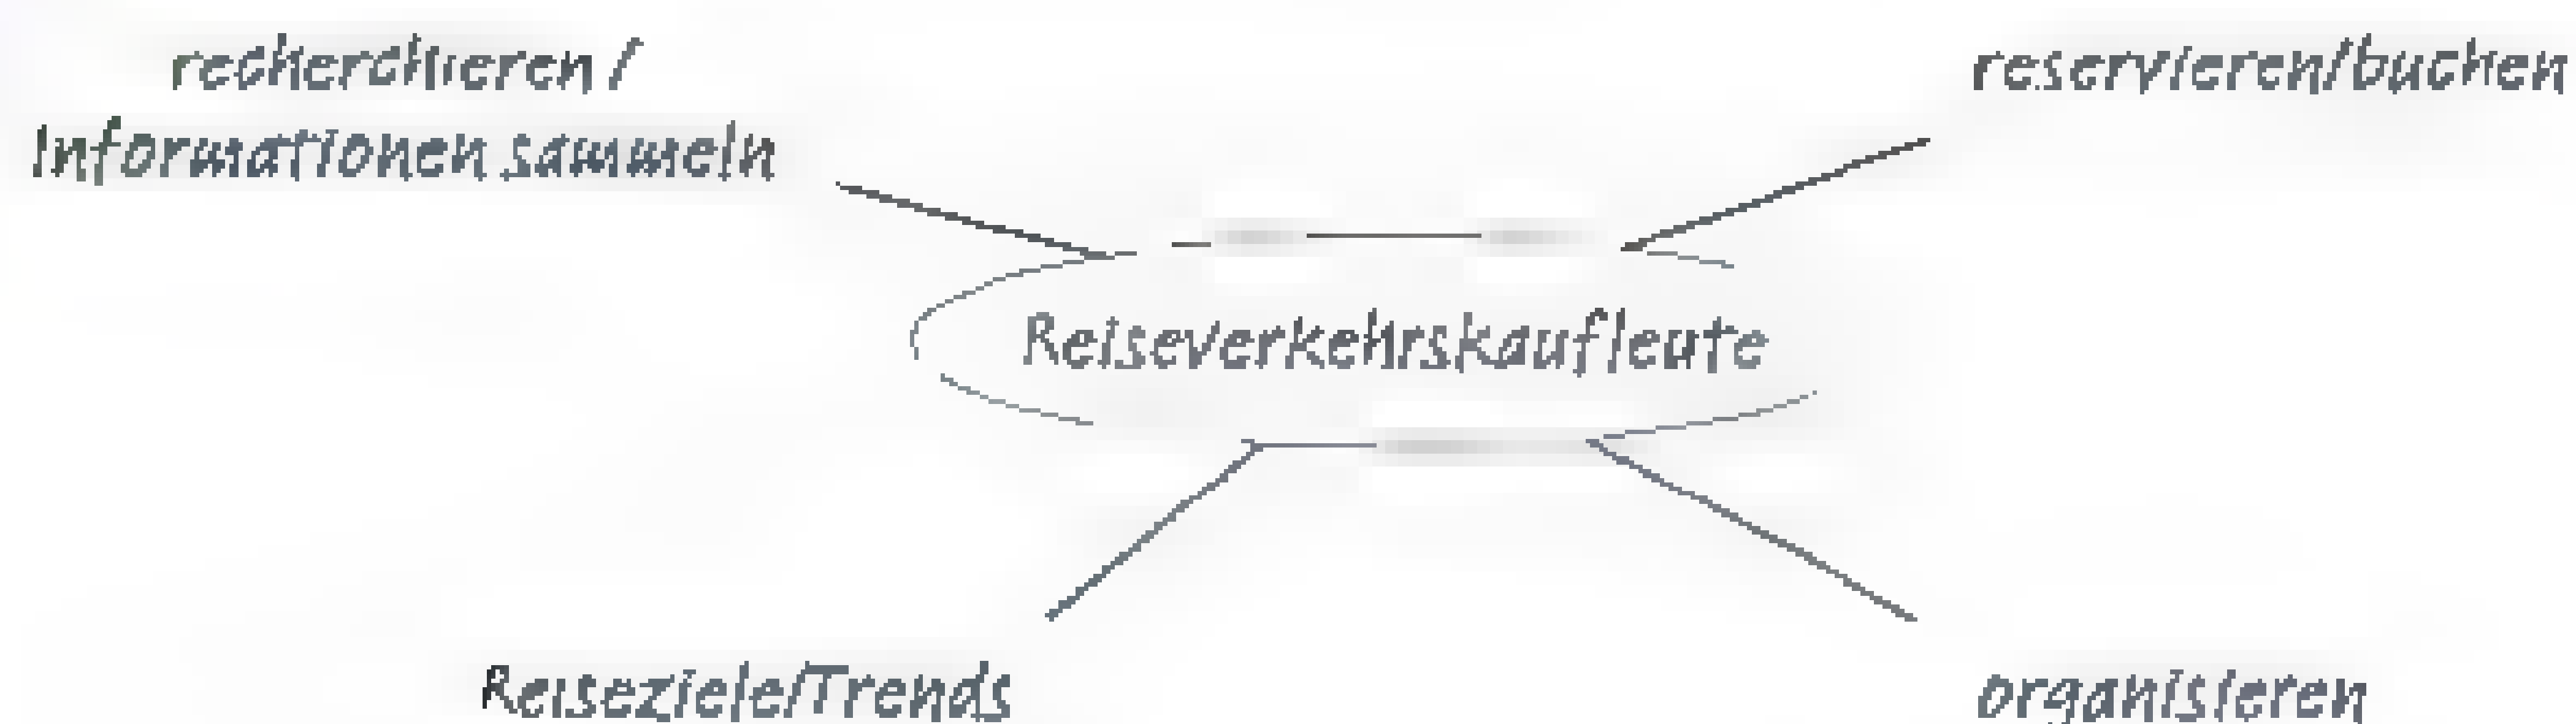 recherchieren /
Informationen sammeln
reservieren/buchen
Reiseverkehrskaufleute
Reiseziele/Trends
organisieren